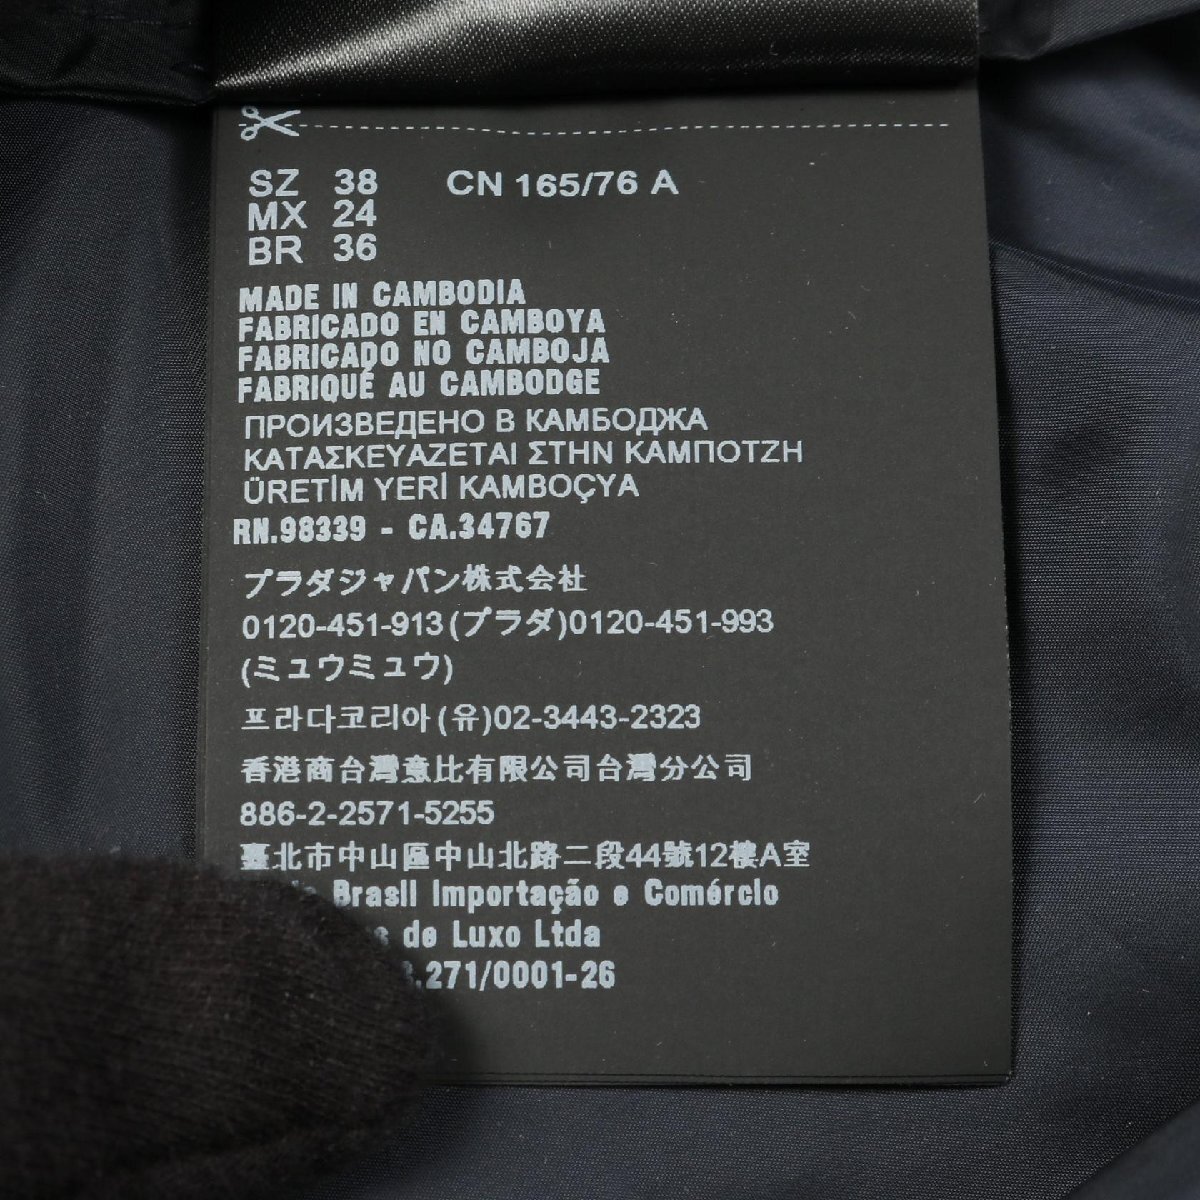 SZ 38 CN 165/76 A
MX 24
BR 36
MADE IN CAMBODIA
FABRICADO EN CAMBOYA
FABRICADO NO CAMBOJA
FABRIQUÉ AU CAMBODGE
ПРОИЗВЕДЕНО В КАМБОДЖА
ΚΑΤΑΣΚΕΥΑΖΕΤΑΙ ΣΤΗΝ ΚΑΜΠΟΤΖΗ
ÜRETİM YERİ KAMBOÇYA
RN.98339 - CA.34767
プラダジャパン株式会社
0120-451-913(プラダ)0120-451-993
(ミュウミュウ)
프라다코리아(유)02-3443-2323
香港商台灣意比有限公司台灣分公司
886-2-2571-5255
臺北市中山區中山北路二段44號12樓A室
Brasil Importação e Comércio
de Luxo Ltda
.271/0001-26